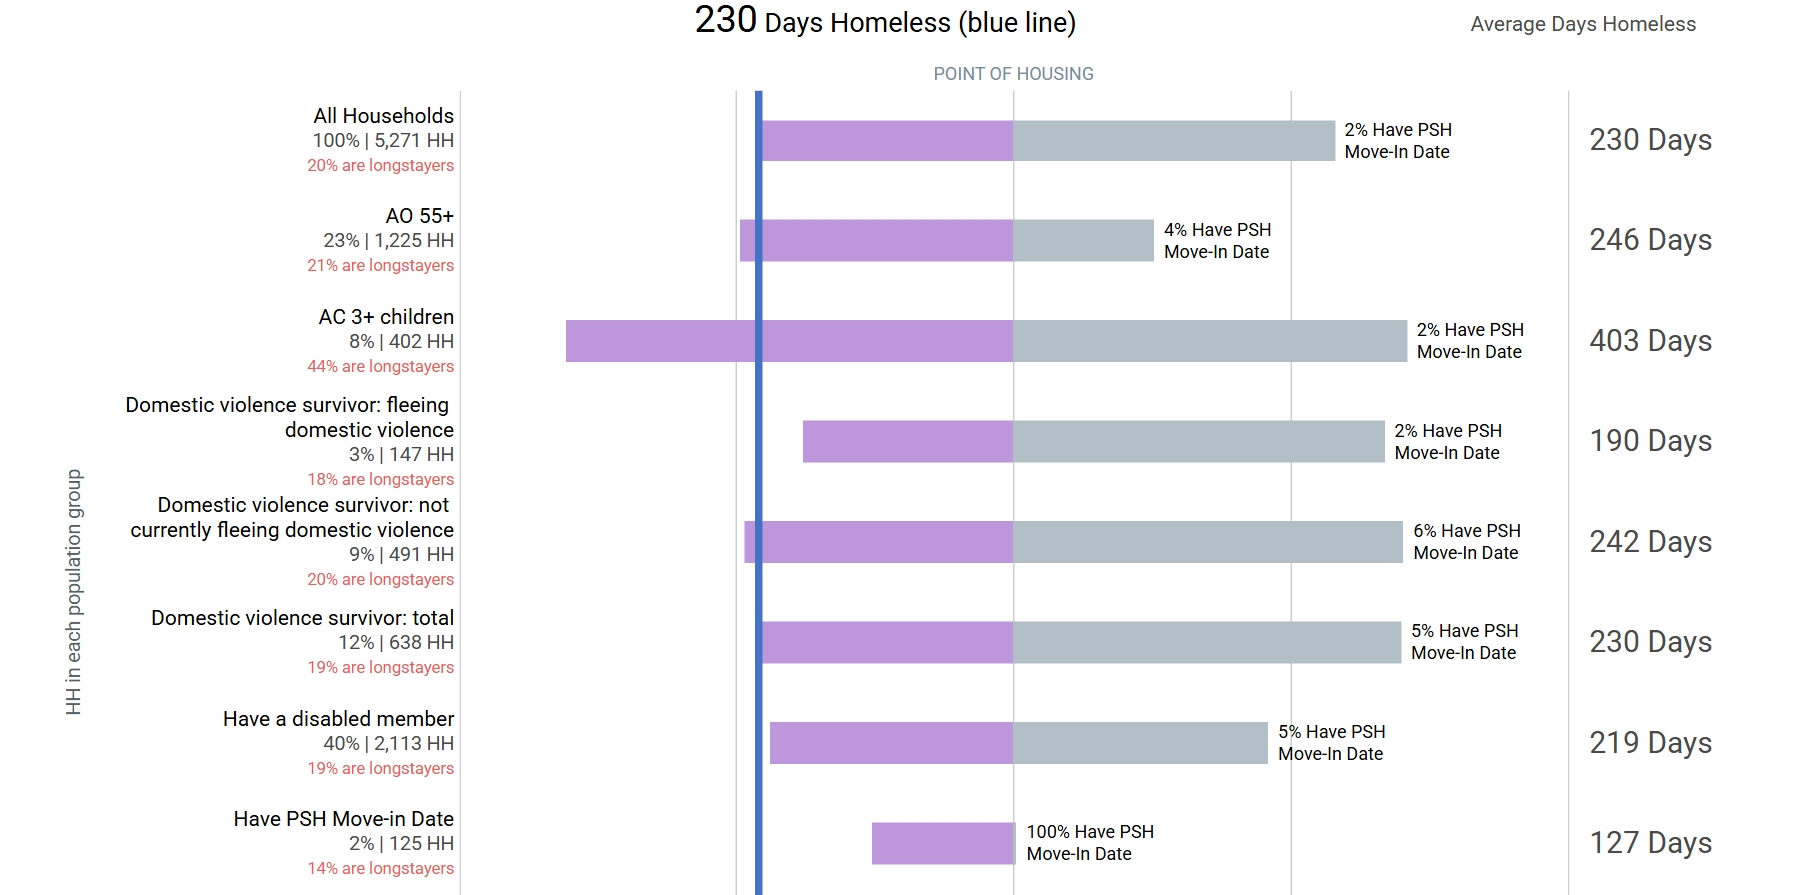 230 Days Homeless (blue line)
Average Days Homeless
POINT OF HOUSING
HH in each population group
All Households
100% | 5,271 HH
20% are longstayers
2% Have PSH
Move-In Date
230 Days
AO 55+
23% | 1,225 HH
21% are longstayers
4% Have PSH
Move-In Date
246 Days
AC 3+ children
8% | 402 HH
44% are longstayers
2% Have PSH
Move-In Date
403 Days
Domestic violence survivor: fleeing
domestic violence
3% | 147 HH
18% are longstayers
2% Have PSH
Move-In Date
190 Days
Domestic violence survivor: not
currently fleeing domestic violence
9% | 491 HH
20% are longstayers
6% Have PSH
Move-In Date
242 Days
Domestic violence survivor: total
12% | 638 HH
19% are longstayers
5% Have PSH
Move-In Date
230 Days
Have a disabled member
40% | 2,113 HH
19% are longstayers
5% Have PSH
Move-In Date
219 Days
Have PSH Move-in Date
2% | 125 HH
14% are longstayers
100% Have PSH
Move-In Date
127 Days